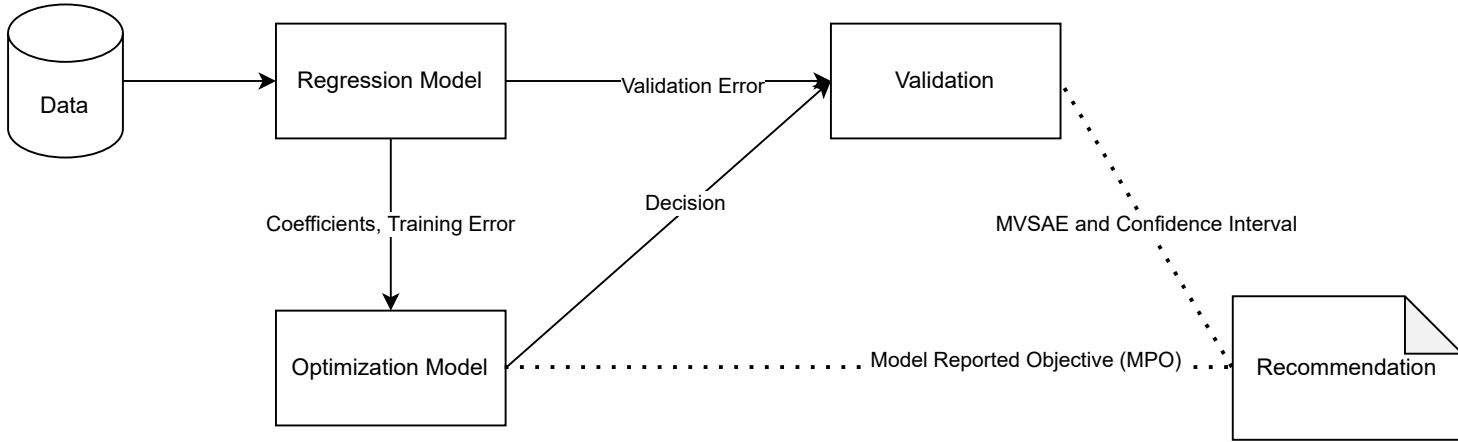 Data
Regression Model
Validation Error
Validation
Coefficients, Training Error
Decision
MVSAE and Confidence Interval
Optimization Model
Model Reported Objective (MPO)
Recommendation